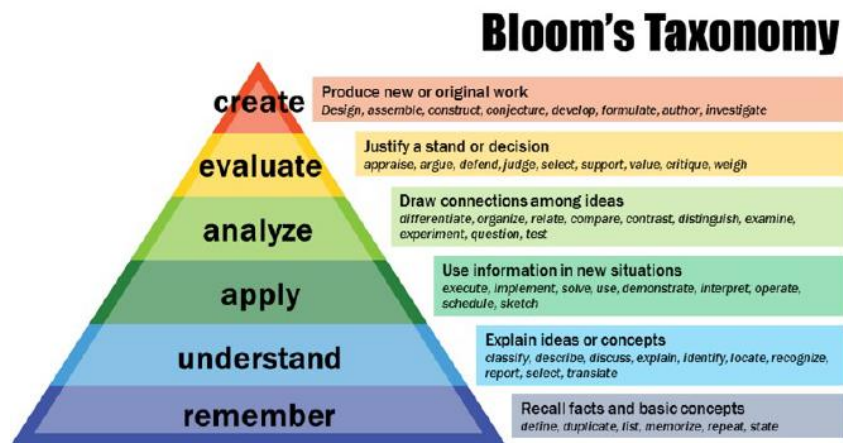 Bloom's Taxonomy
create
Produce new or original work
Design, assemble, construct, conjecture, develop, formulate, author, investigate
evaluate
Justify a stand or decision
appraise, argue, defend, judge, select, support, value, critique, weigh
analyze
Draw connections among ideas
differentiate, organize, relate, compare, contrast, distinguish, examine,
experiment, question, test
apply
Use information in new situations
execute, implement, solve, use, demonstrate, interpret, operate,
schedule, sketch
understand
Explain ideas or concepts
classify, describe, discuss, explain, identify, locate, recognize,
report, select, translate
remember
Recall facts and basic concepts
define, duplicate, list, memorize, repeat, state